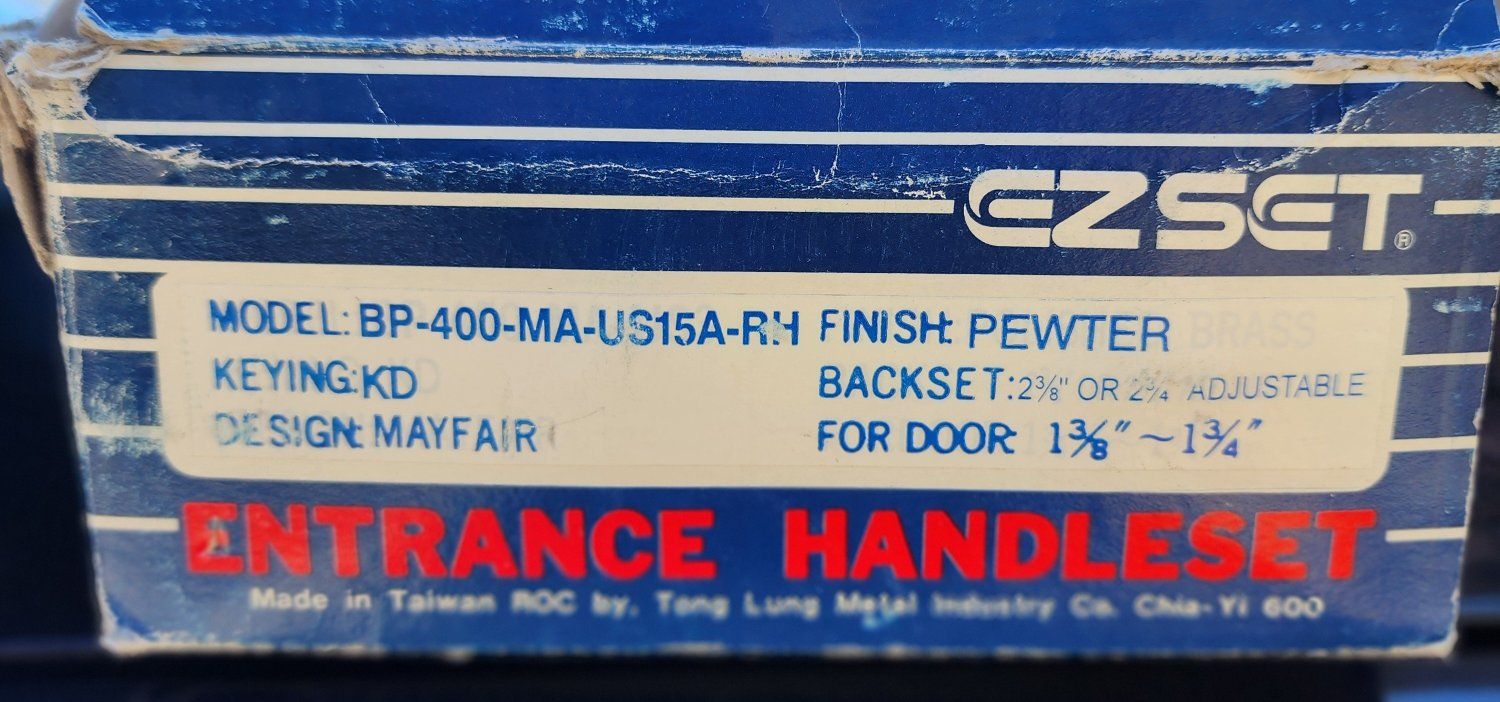 EZSET®
MODEL: BP-400-MA-US15A-RH FINISH: PEWTER
KEYING: KD BACKSET: 2⅜" OR 2¾ ADJUSTABLE
DESIGN: MAYFAIR FOR DOOR: 1⅜" ~ 1¾"
ENTRANCE HANDLESET
Made in Taiwan ROC by. Tong Lung Metal Industry Co. Chia-Yi 600